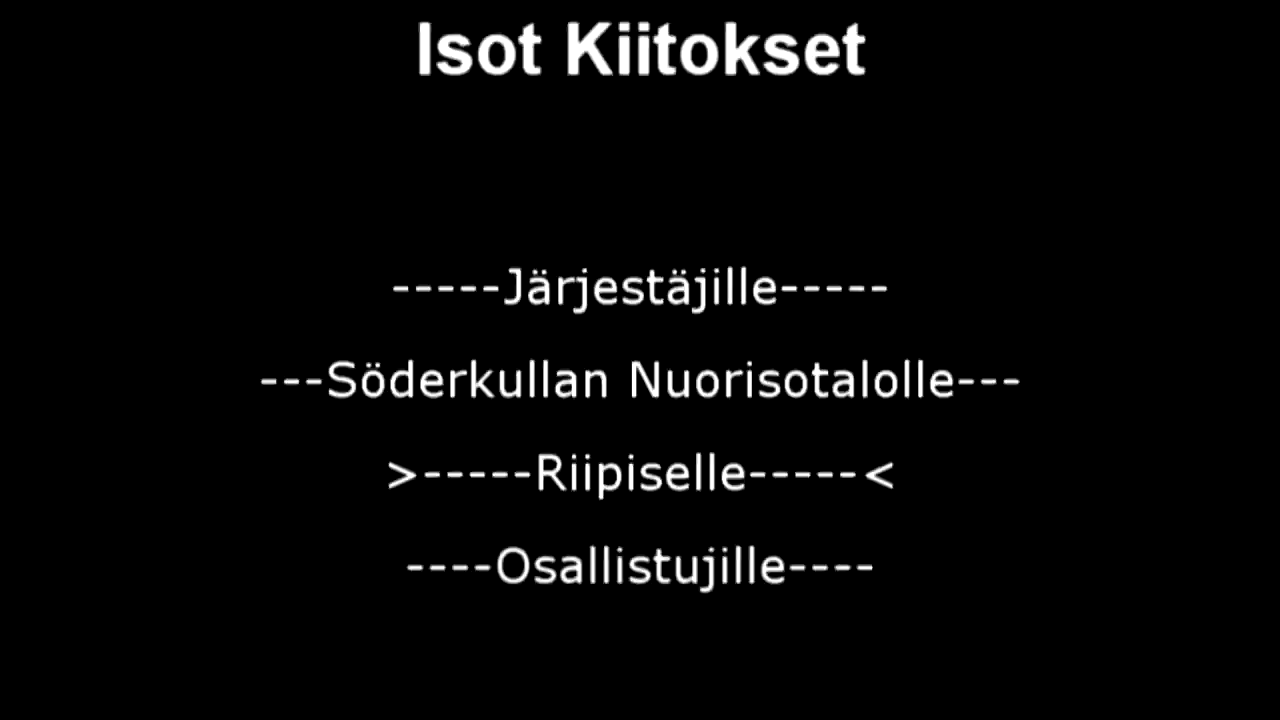 Isot Kiitokset
-----Järjestäjille-----
---Söderkullan Nuorisotalolle---
>-----Riipiselle-----<
----Osallistujille----